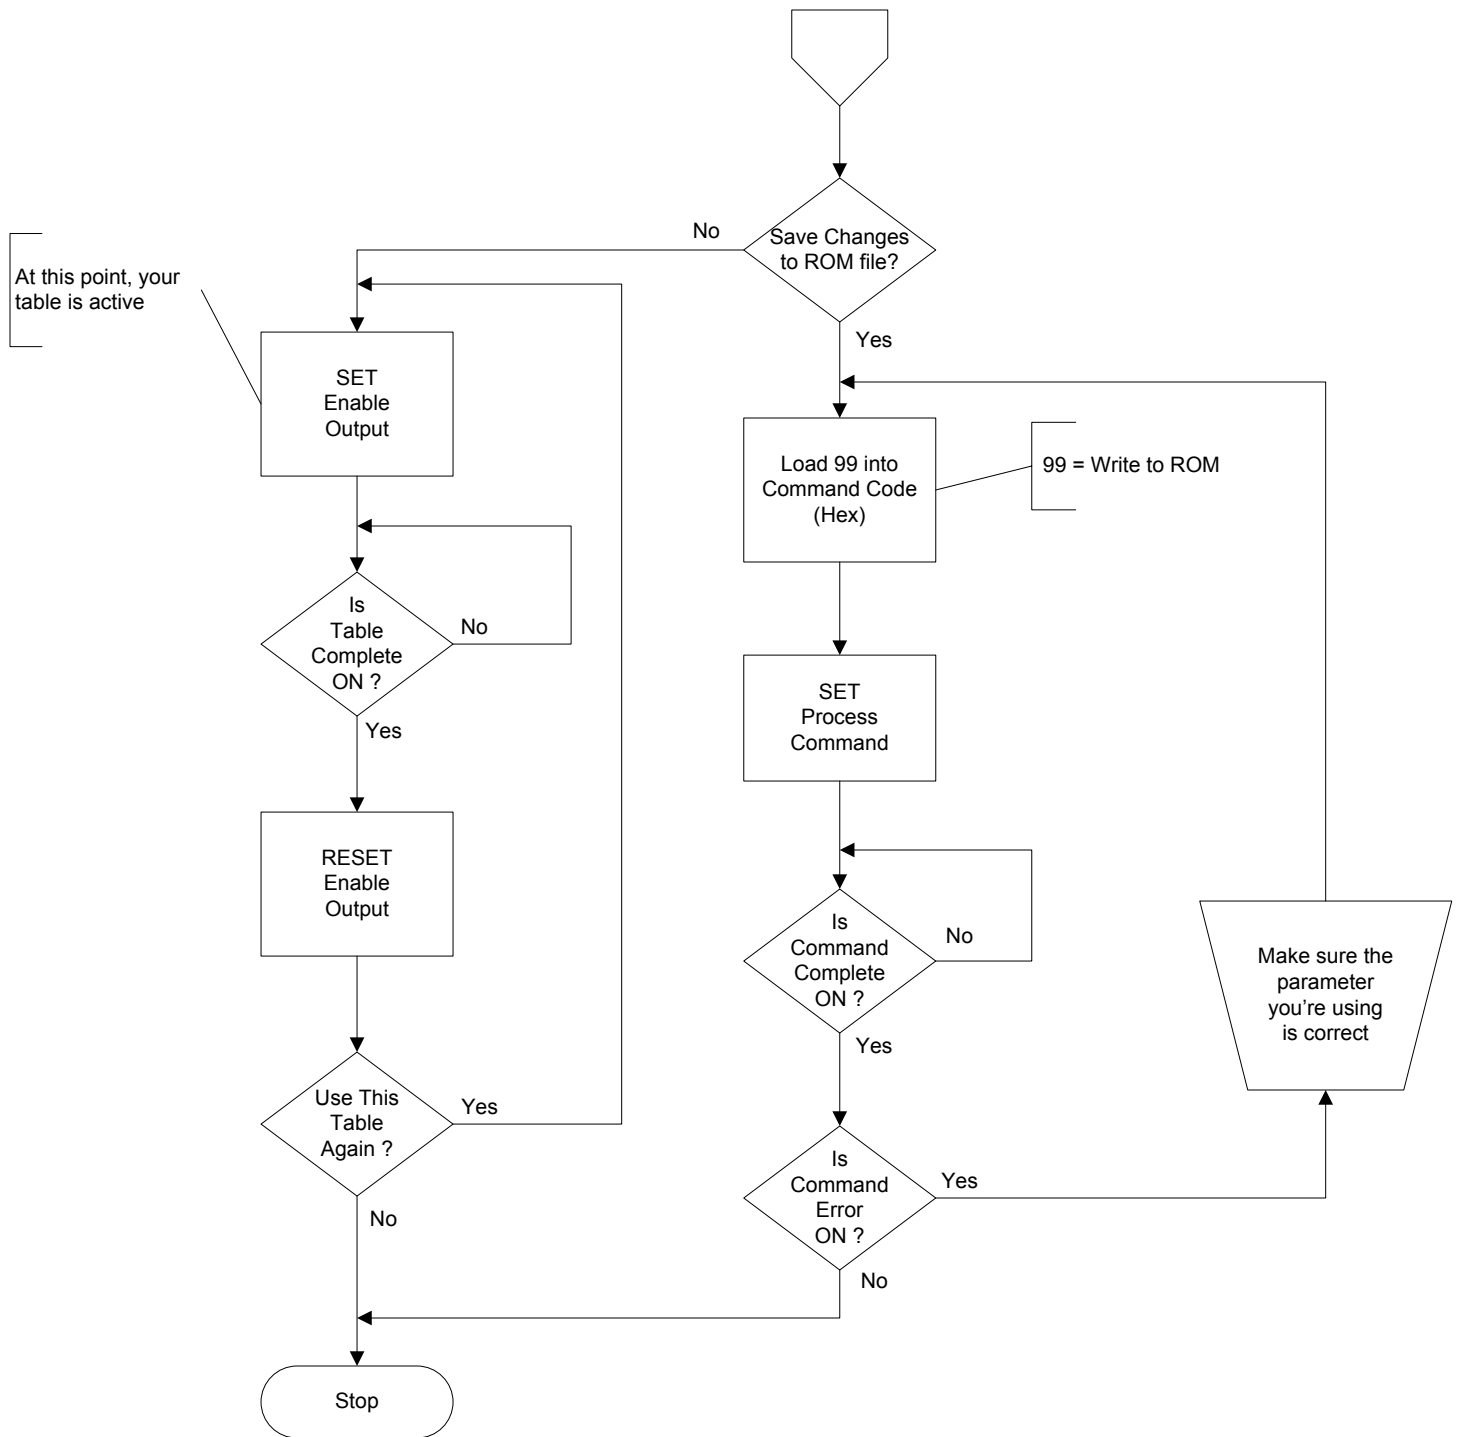 Save Changes
to ROM file?
No
Yes
At this point, your
table is active
SET
Enable
Output
Is
Table
Complete
ON ?
No
Yes
RESET
Enable
Output
Use This
Table
Again ?
Yes
No
Load 99 into
Command Code
(Hex)
99 = Write to ROM
SET
Process
Command
Is
Command
Complete
ON ?
No
Yes
Is
Command
Error
ON ?
Yes
No
Make sure the
parameter
you're using
is correct
Stop